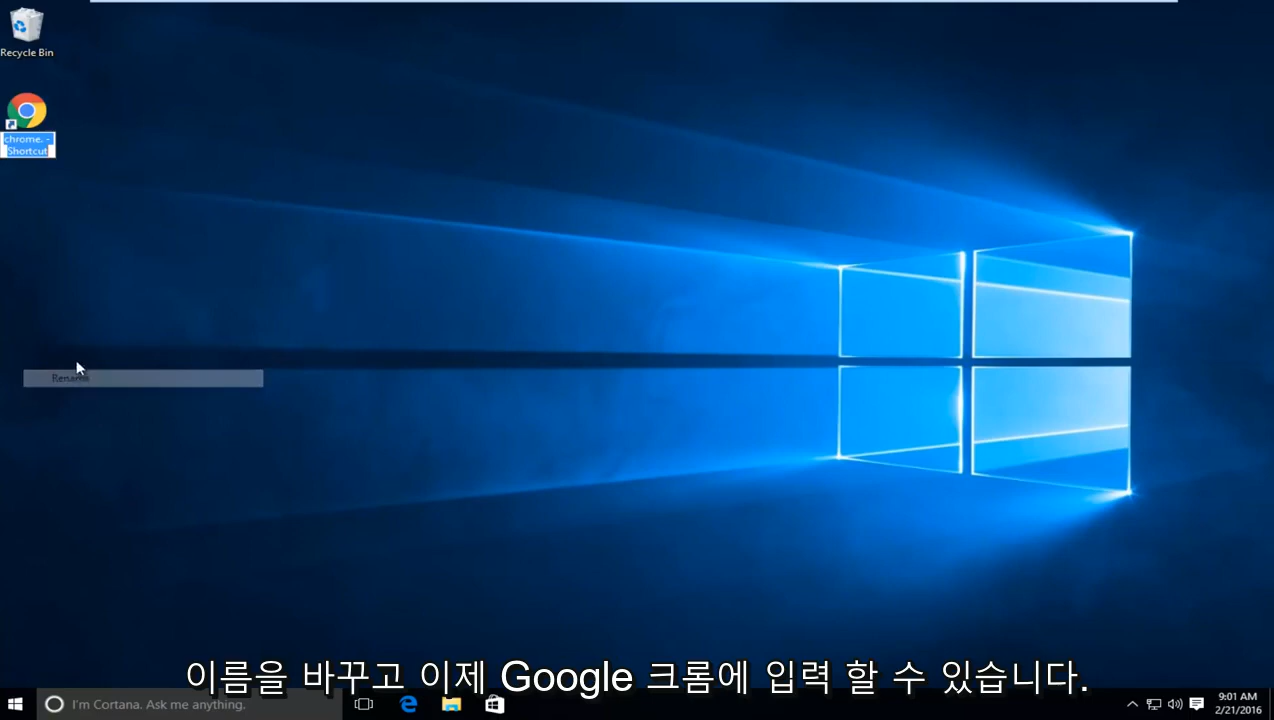 Recycle Bin
chrome. -
Shortcut
Rename
이름을 바꾸고 이제 Google 크롬에 입력 할 수 있습니다.
I'm Cortana. Ask me anything.
9:01 AM
2/21/2016